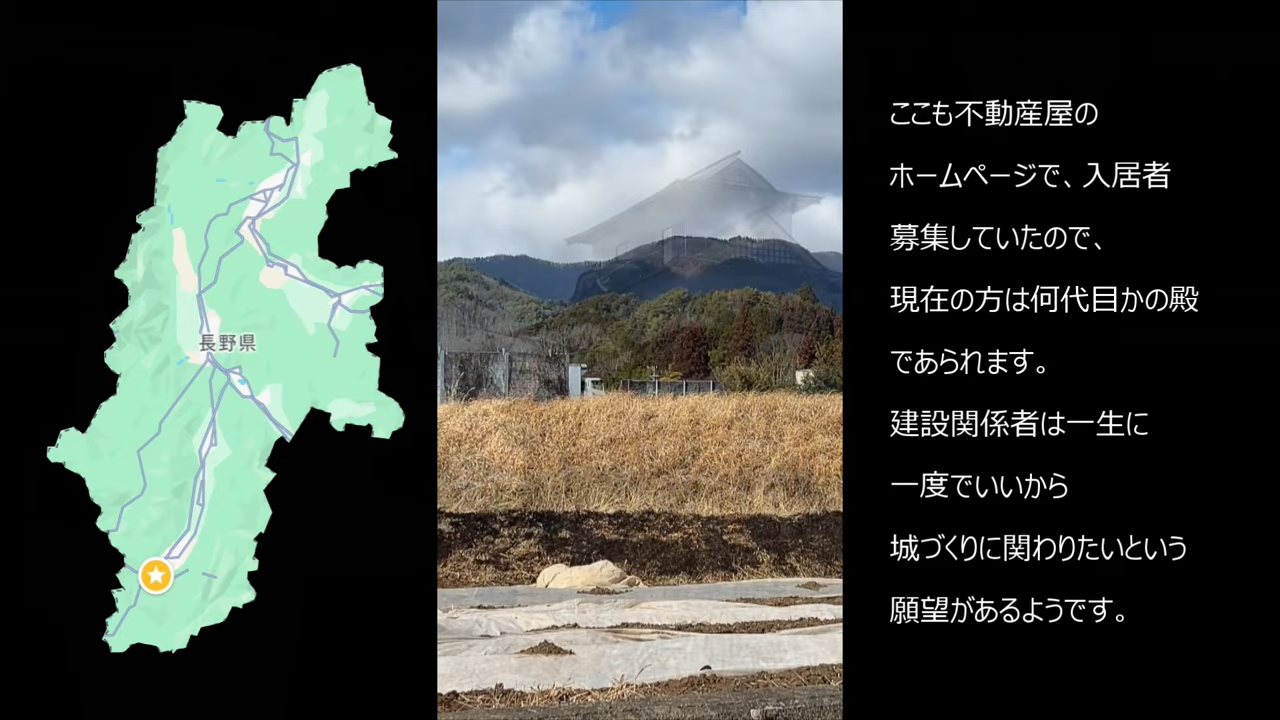 長野県
ここも不動産屋の
ホームページで、入居者
募集していたので、
現在の方は何代目かの殿
であられます。
建設関係者は一生に
一度でいいから
城づくりに関わりたいという
願望があるようです。